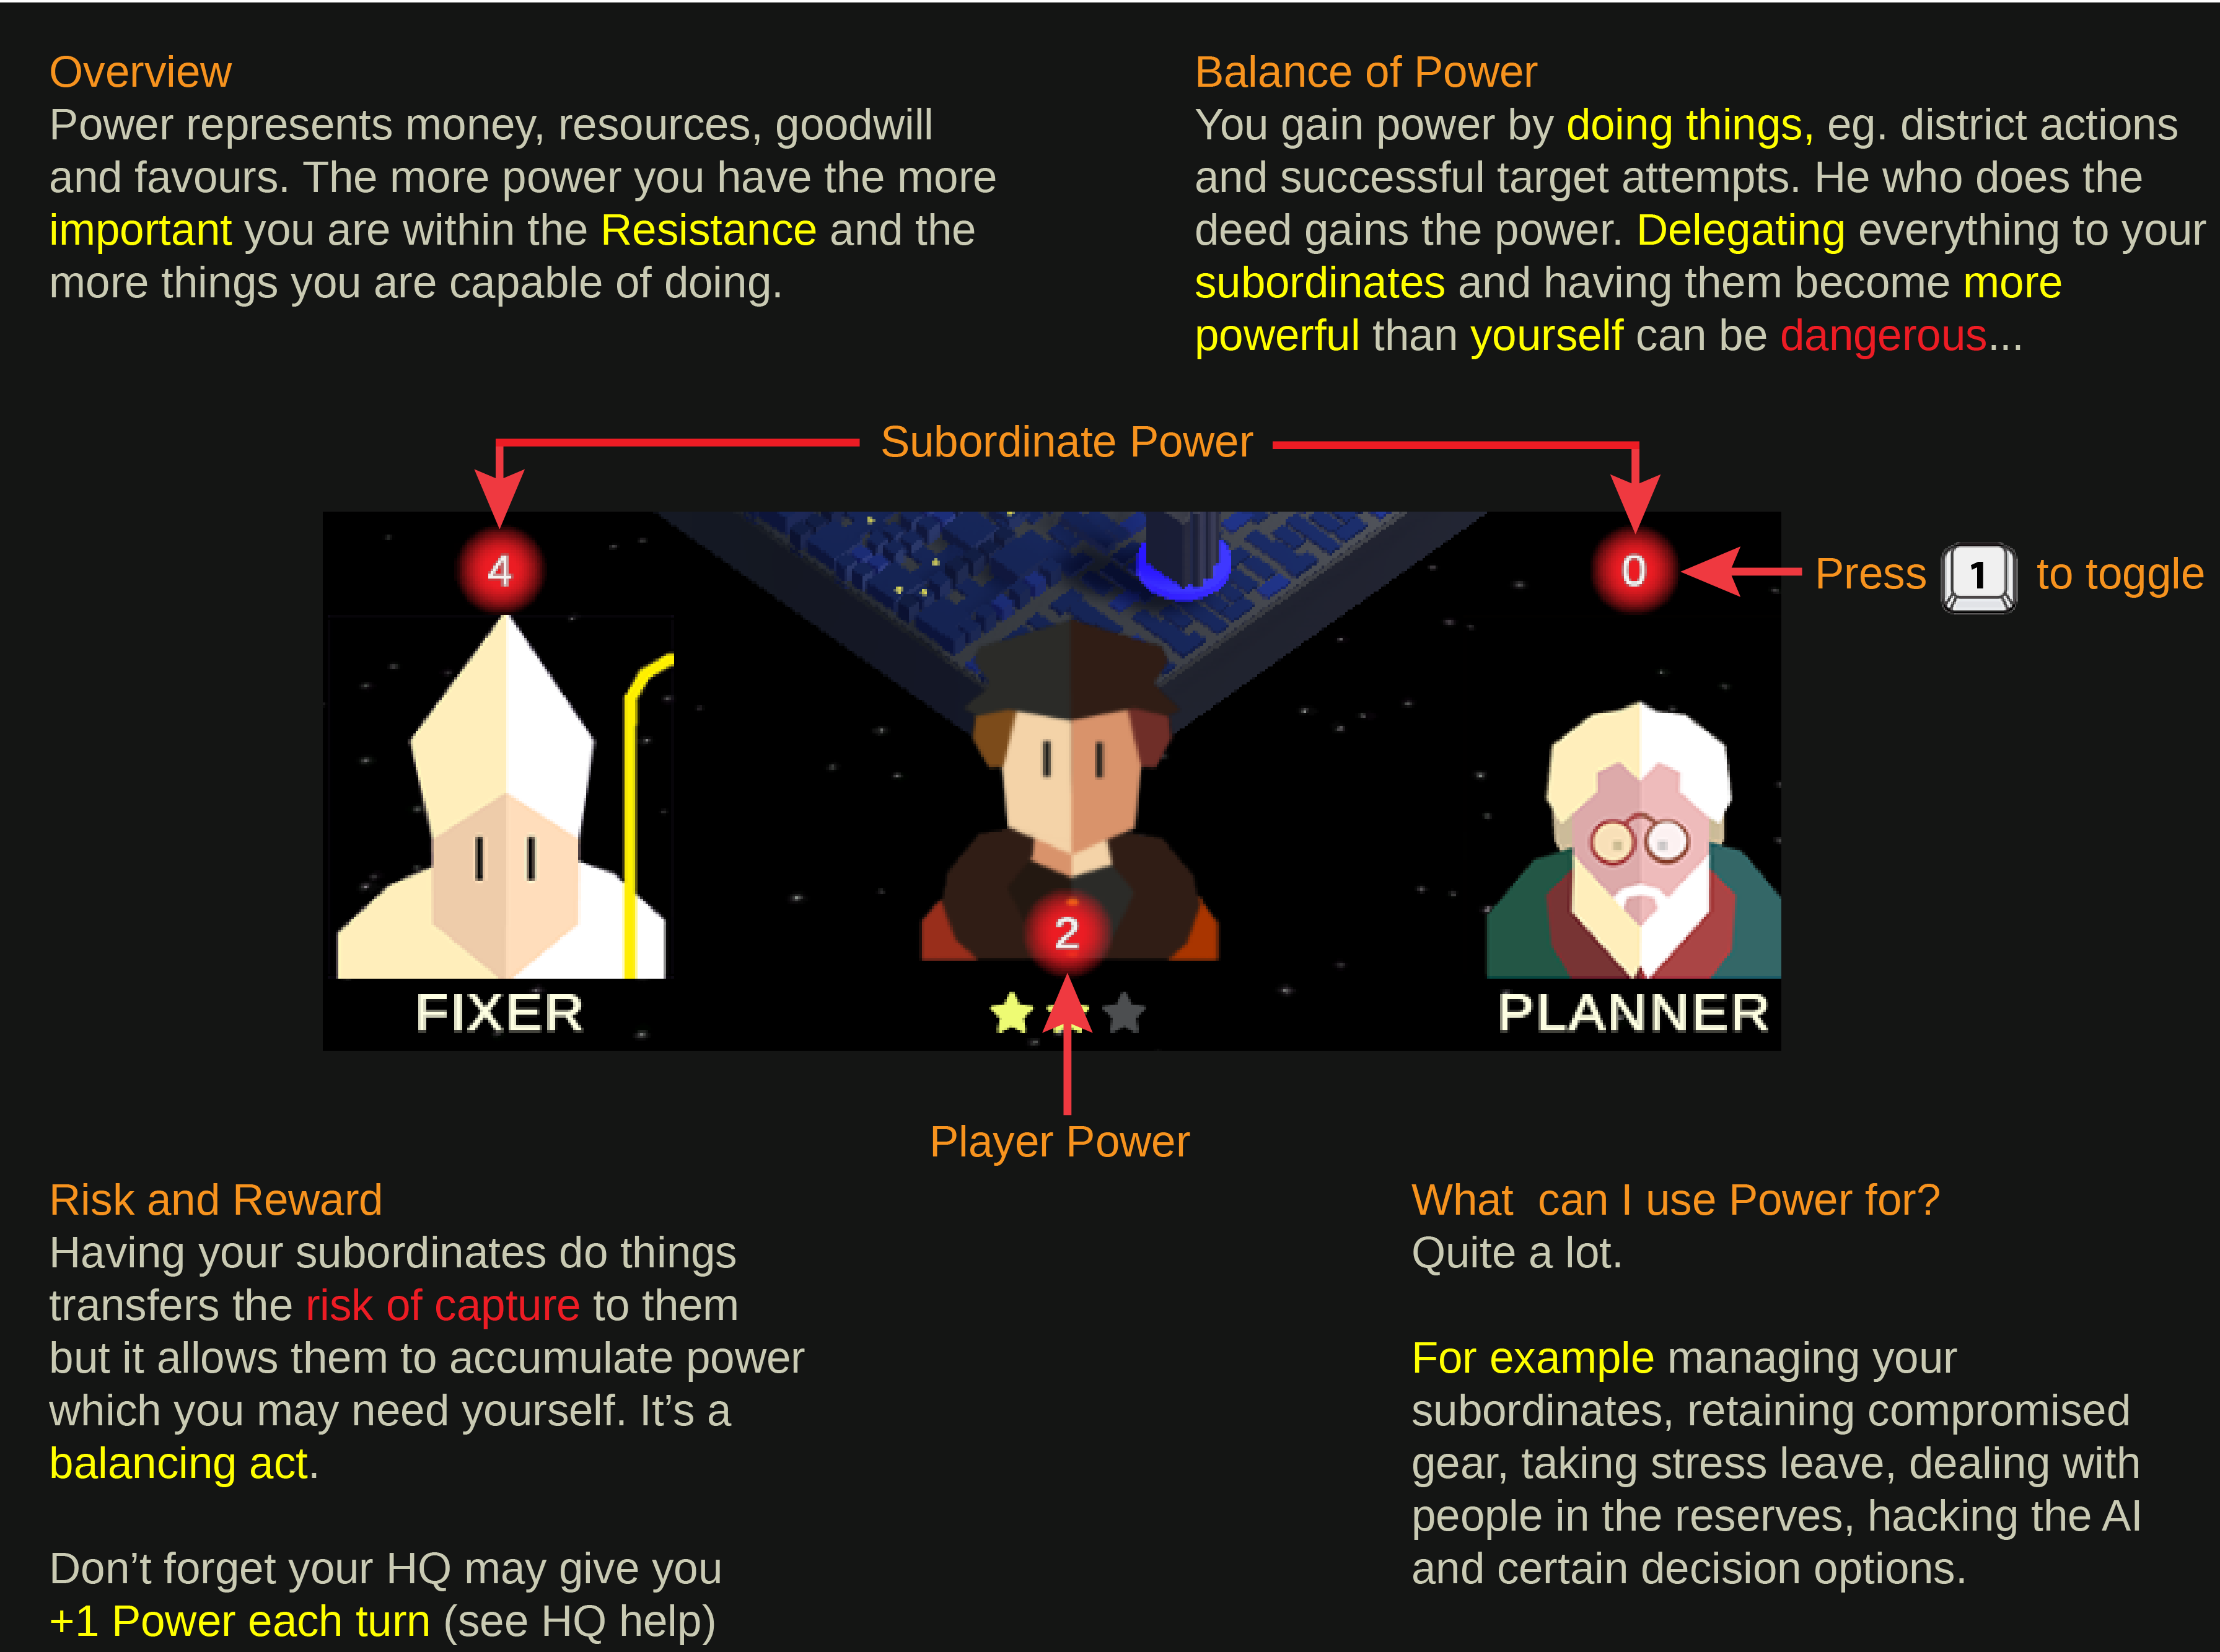 Overview
Power represents money, resources, goodwill
and favours. The more power you have the more
important you are within the Resistance and the
more things you are capable of doing.
Balance of Power
You gain power by doing things, eg. district actions
and successful target attempts. He who does the
deed gains the power. Delegating everything to your
subordinates and having them become more
powerful than yourself can be dangerous...
Subordinate Power
4
0
Press 1 to toggle
2
FIXER
PLANNER
Player Power
Risk and Reward
Having your subordinates do things
transfers the risk of capture to them
but it allows them to accumulate power
which you may need yourself. It’s a
balancing act.
Don’t forget your HQ may give you
+1 Power each turn (see HQ help)
What  can I use Power for?
Quite a lot.
For example managing your
subordinates, retaining compromised
gear, taking stress leave, dealing with
people in the reserves, hacking the AI
and certain decision options.